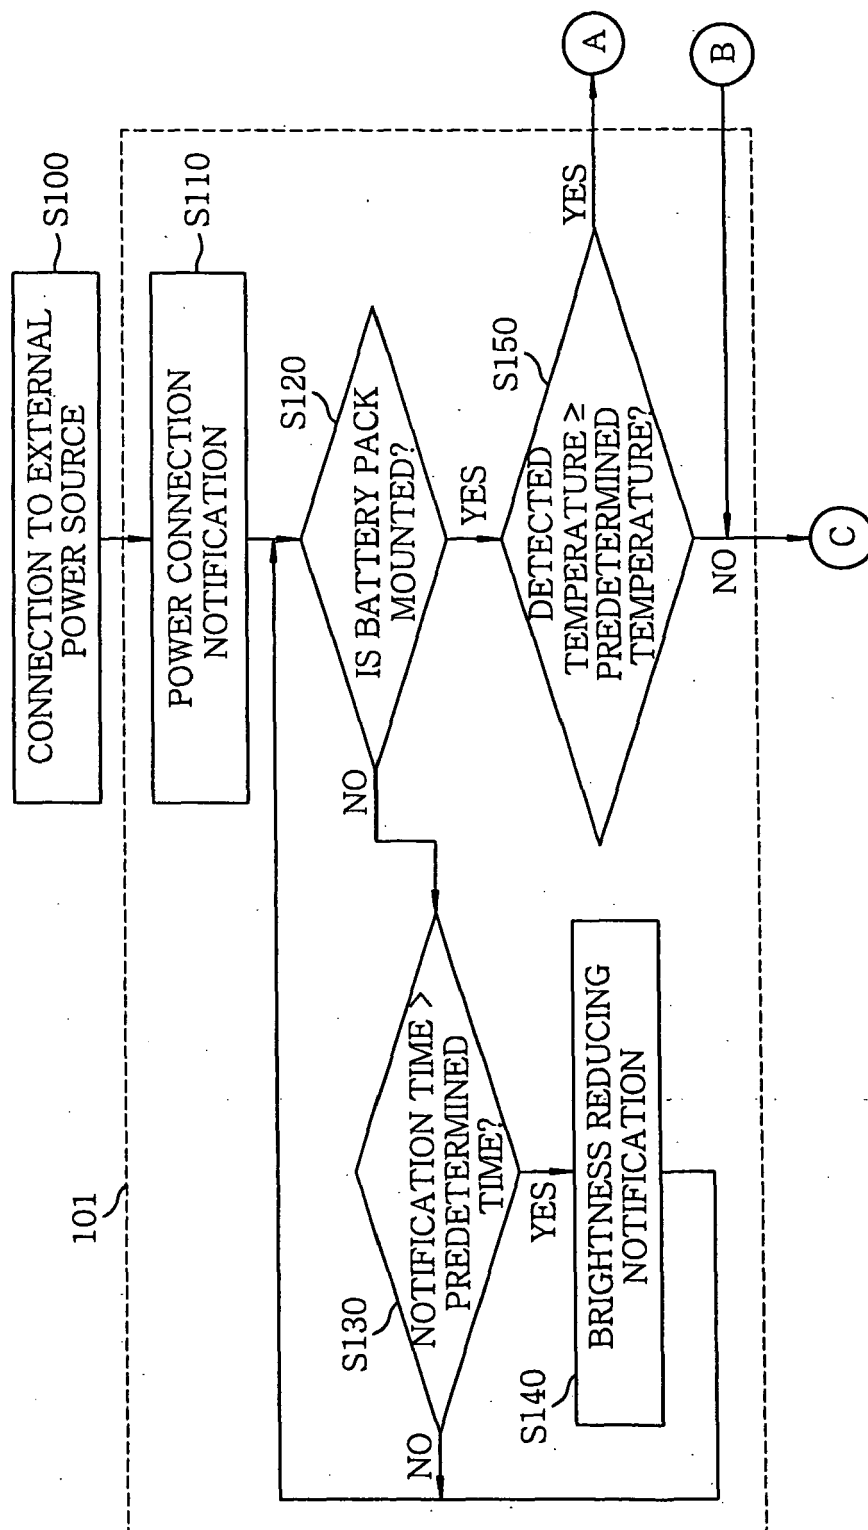 CONNECTION TO EXTERNAL
POWER SOURCE
S100
101
POWER CONNECTION
NOTIFICATION
S110
IS BATTERY PACK
MOUNTED?
S120
NO
YES
NOTIFICATION TIME >
PREDETERMINED
TIME?
S130
NO
YES
BRIGHTNESS REDUCING
NOTIFICATION
S140
DETECTED
TEMPERATURE ≥
PREDETERMINED
TEMPERATURE?
S150
YES
NO
A
B
C